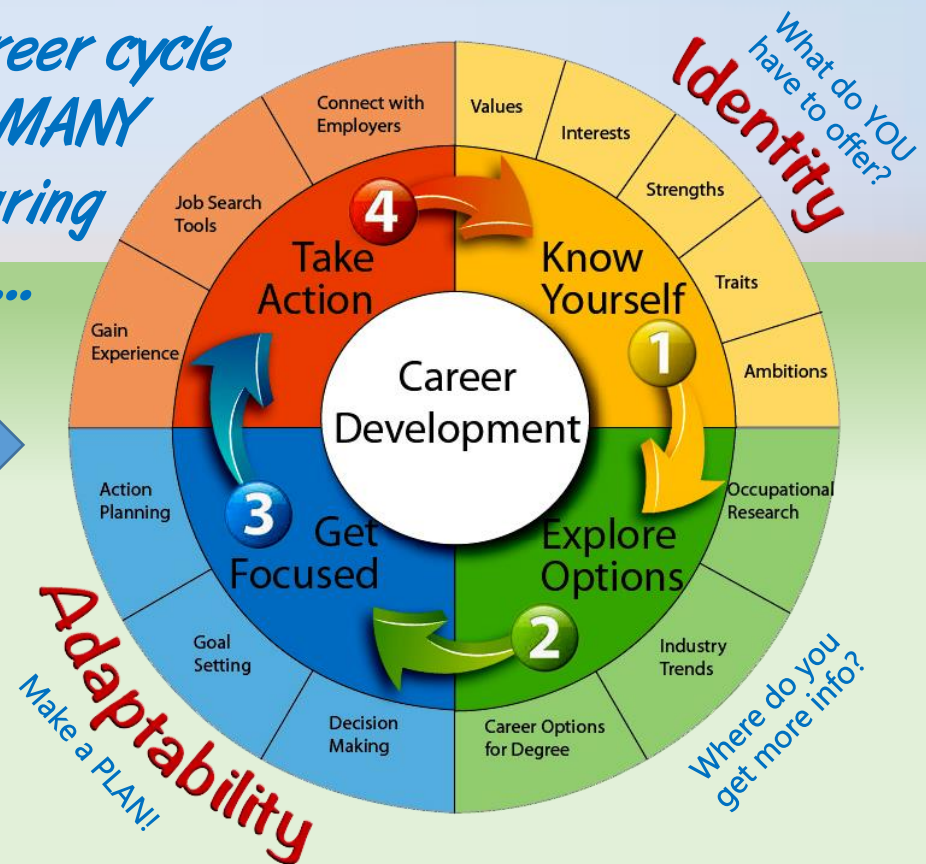 reer cycle
MANY
ring
...
Identity
What do YOU
have to offer?
Connect with
Employers
Values
Interests
Strengths
Traits
Ambitions
Job Search
Tools
Gain
Experience
4
Take
Action
Know
Yourself
1
Career
Development
Action
Planning
3
Get
Focused
Explore
Options
2
Occupational
Research
Industry
Trends
Career Options
for Degree
Goal
Setting
Decision
Making
Adaptability
Make a PLAN!
Where do you
get more info?